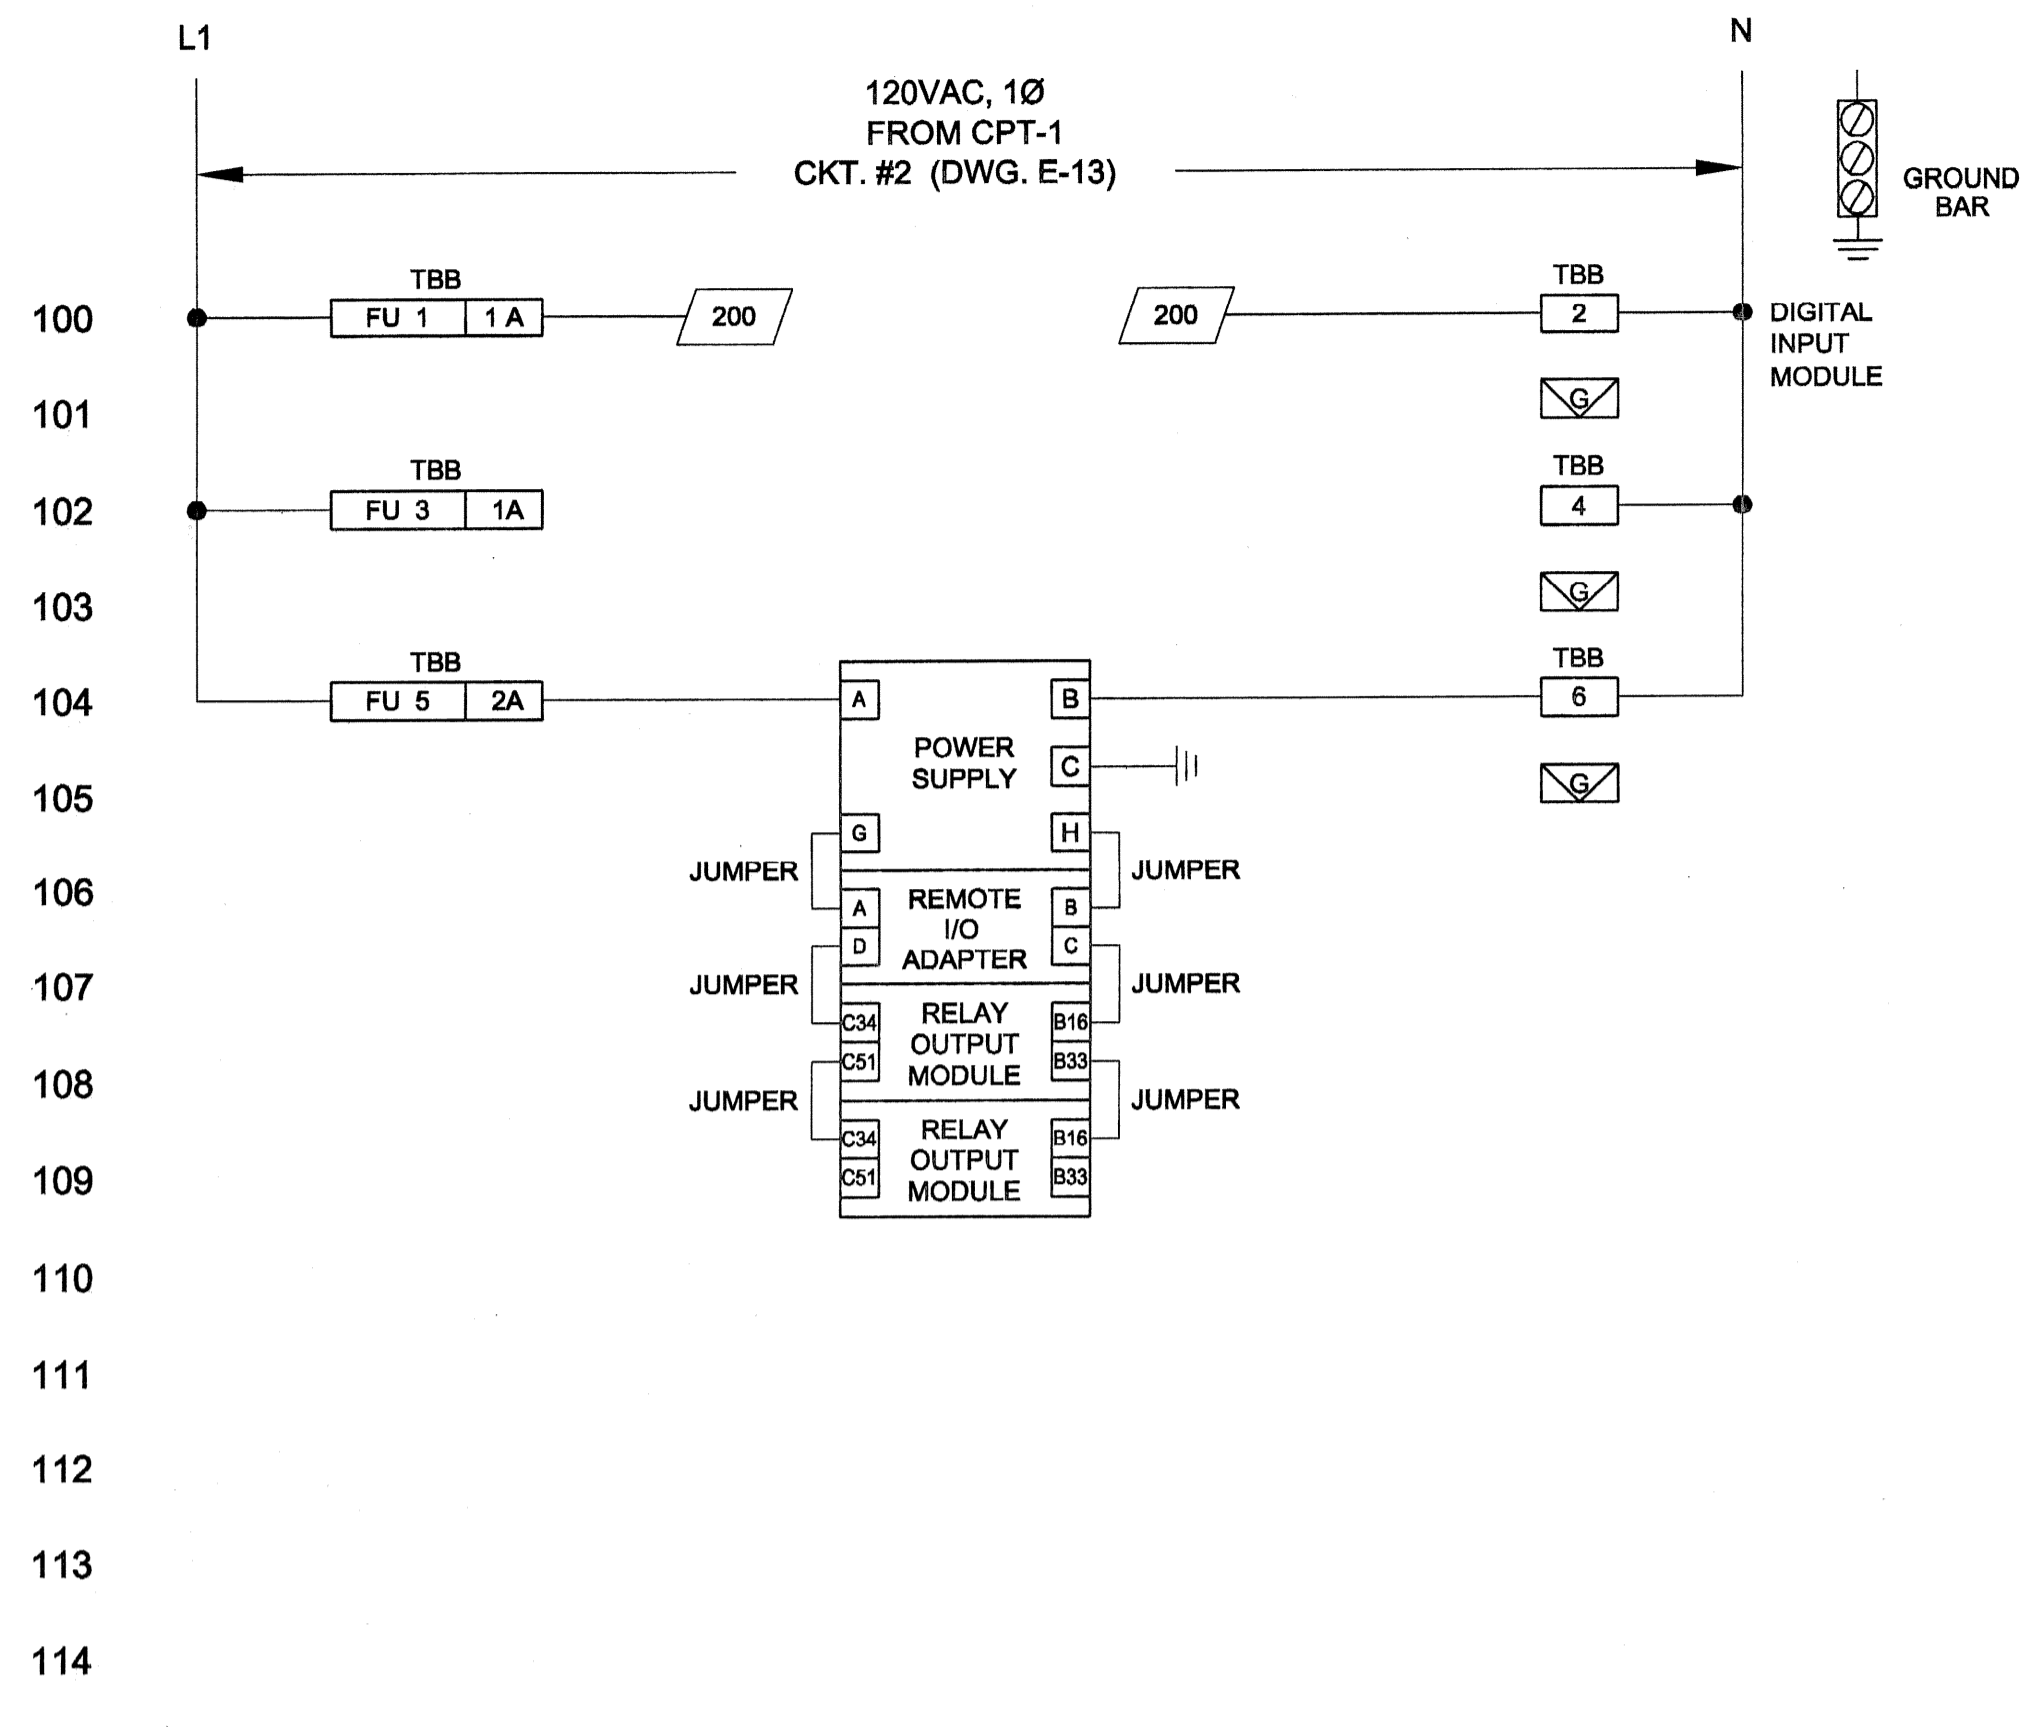 L1
N
120VAC, 1Ø
FROM CPT-1
CKT. #2 (DWG. E-13)
GROUND
BAR
TBB
TBB
100
FU 1
1 A
200
200
2
DIGITAL
INPUT
MODULE
101
G
TBB
TBB
102
FU 3
1A
4
103
G
TBB
TBB
104
FU 5
2A
A
B
6
POWER
SUPPLY
C
105
G
G
H
JUMPER
JUMPER
106
A
REMOTE
I/O
ADAPTER
B
D
C
107
JUMPER
JUMPER
C34
RELAY
OUTPUT
MODULE
B16
C51
B33
108
JUMPER
JUMPER
C34
RELAY
OUTPUT
MODULE
B16
C51
B33
109
110
111
112
113
114